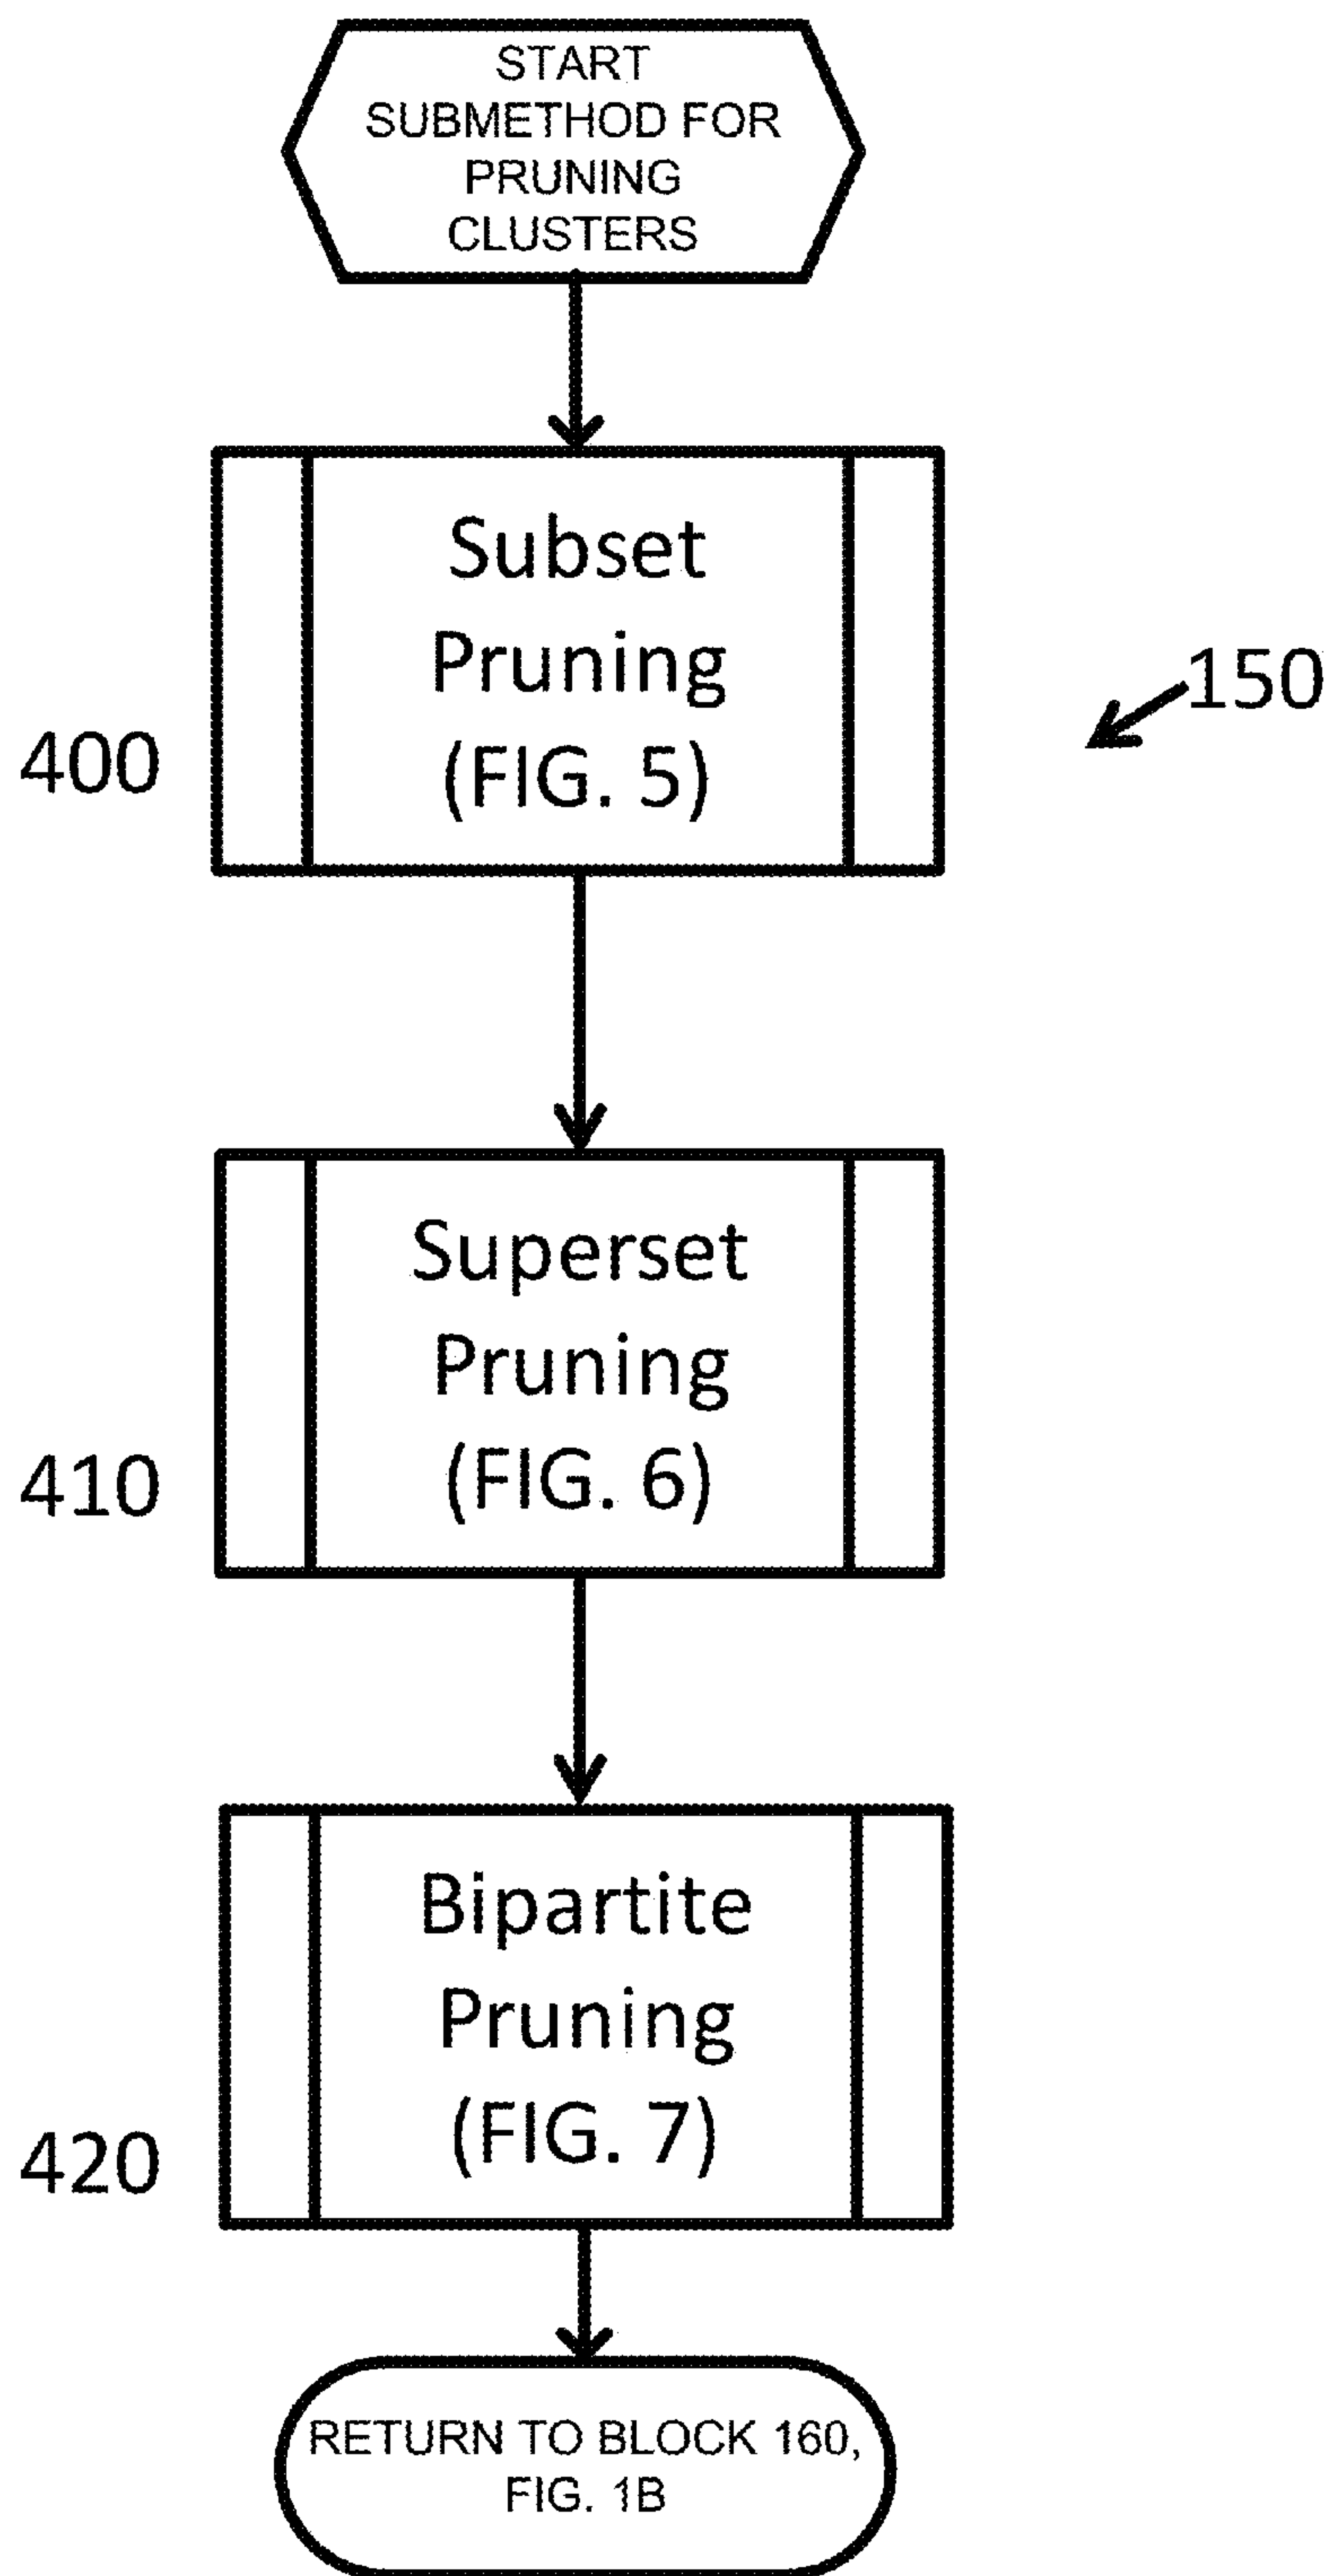 START
SUBMETHOD FOR
PRUNING
CLUSTERS
Subset
Pruning
(FIG. 5)
150
400
Superset
Pruning
(FIG. 6)
410
Bipartite
Pruning
(FIG. 7)
420
RETURN TO BLOCK 160,
FIG. 1B